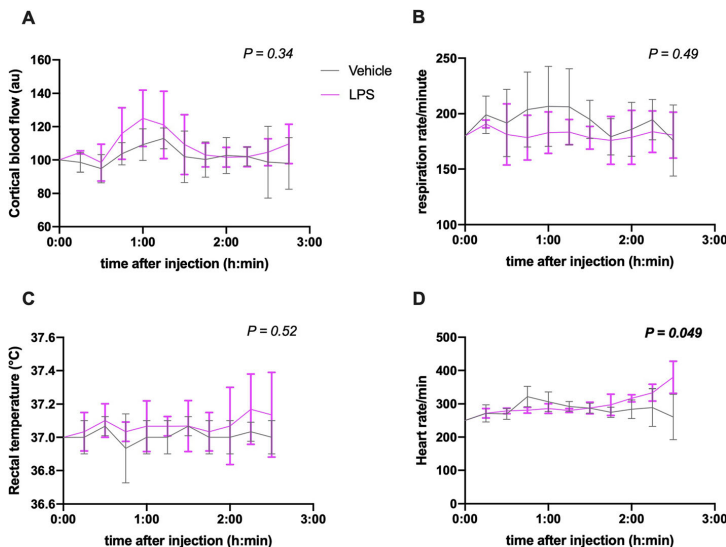 A
P = 0.34
Cortical blood flow (au)
160
140
120
100
80
60
0:00
1:00
2:00
3:00
time after injection (h:min)
Vehicle
LPS
B
P = 0.49
respiration rate/minute
250
200
150
100
0:00
1:00
2:00
3:00
time after injection (h:min)
C
P = 0.52
Rectal temperature (°C)
37.6
37.2
37.0
36.8
36.6
0:00
1:00
2:00
3:00
time after injection (h:min)
D
P = 0.049
Heart rate/min
500
400
300
200
100
0
0:00
1:00
2:00
3:00
time after injection (h:min)